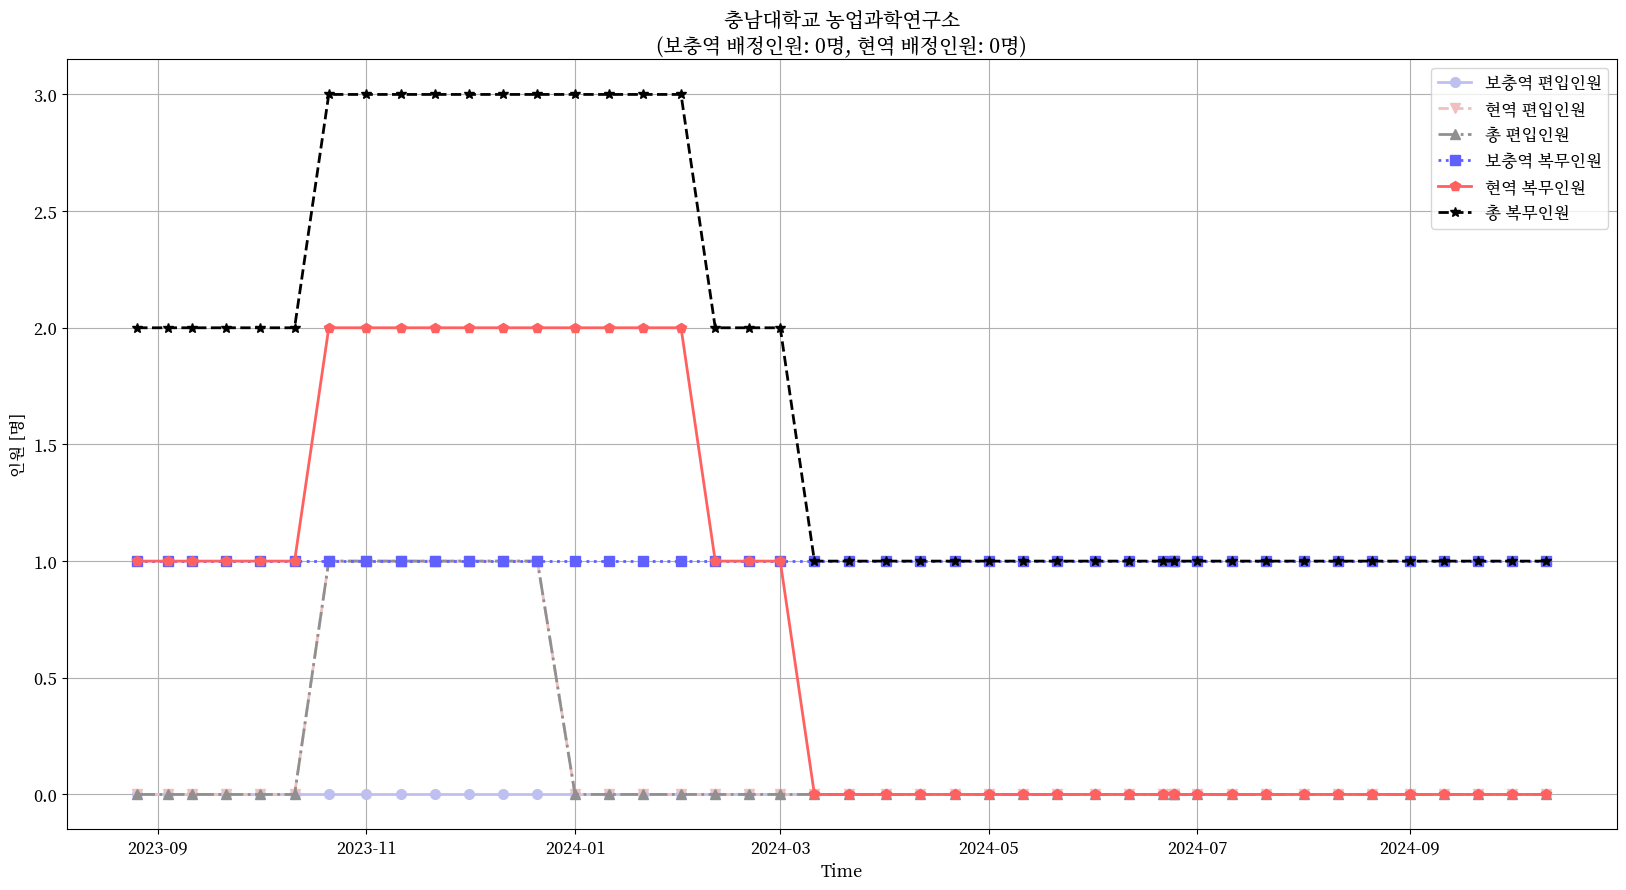 충남대학교 농업과학연구소
(보충역 배정인원: 0명, 현역 배정인원: 0명)
보충역 편입인원
현역 편입인원
총 편입인원
보충역 복무인원
현역 복무인원
총 복무인원
인원 [명]
3.0
2.5
2.0
1.5
1.0
0.5
0.0
2023-09
2023-11
2024-01
2024-03
2024-05
2024-07
2024-09
Time